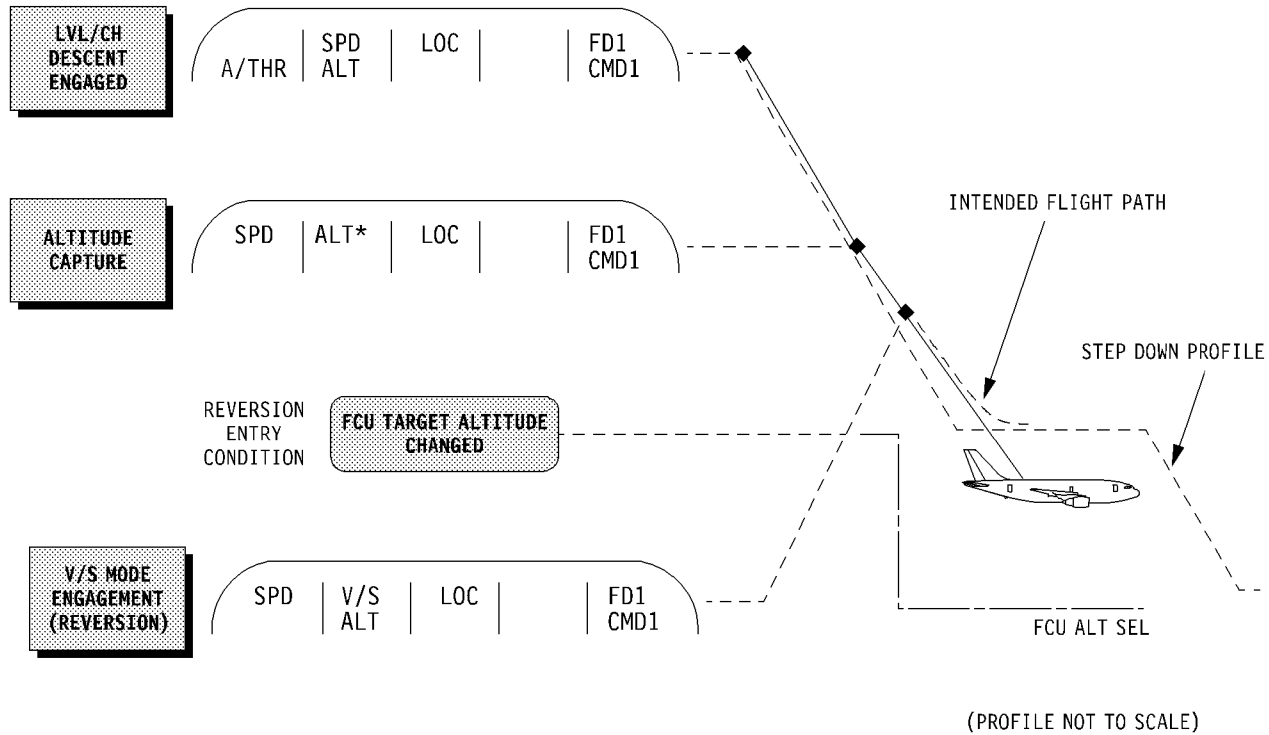 LVL/CH
DESCENT
ENGAGED
A/THR
SPD
ALT
LOC
FD1
CMD1
ALTITUDE
CAPTURE
SPD
ALT*
LOC
FD1
CMD1
INTENDED FLIGHT PATH
STEP DOWN PROFILE
REVERSION
ENTRY
CONDITION
FCU TARGET ALTITUDE
CHANGED
V/S MODE
ENGAGEMENT
(REVERSION)
SPD
V/S
ALT
LOC
FD1
CMD1
FCU ALT SEL
(PROFILE NOT TO SCALE)